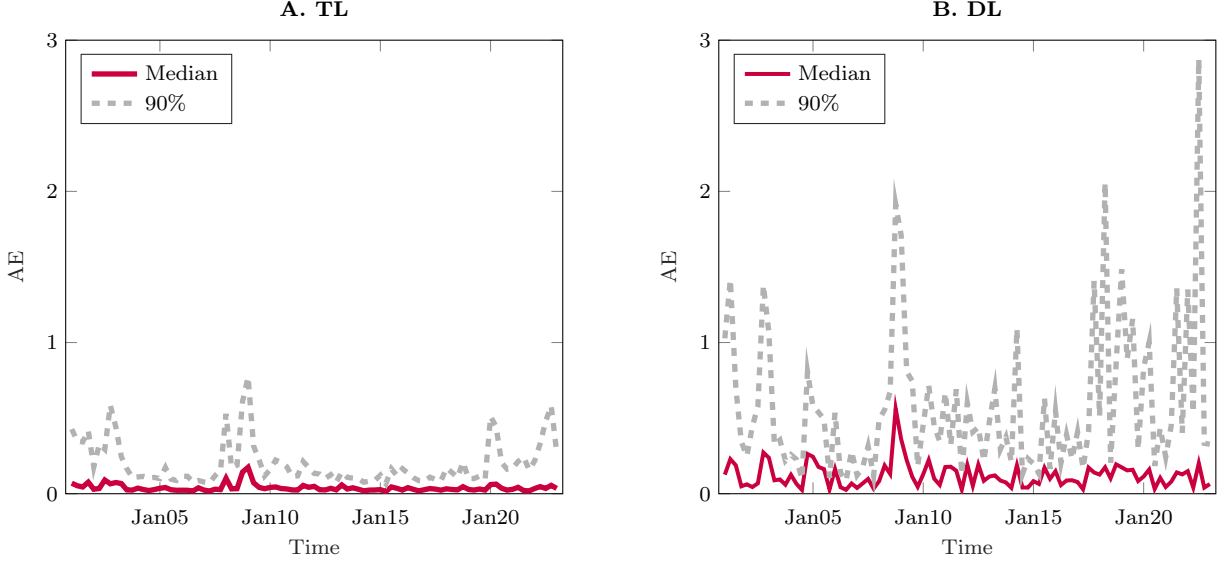 A. TL
3
2
1
0
AE
Median
90%
Jan05
Jan10
Jan15
Jan20
Time
B. DL
3
2
1
0
AE
Median
90%
Jan05
Jan10
Jan15
Jan20
Time